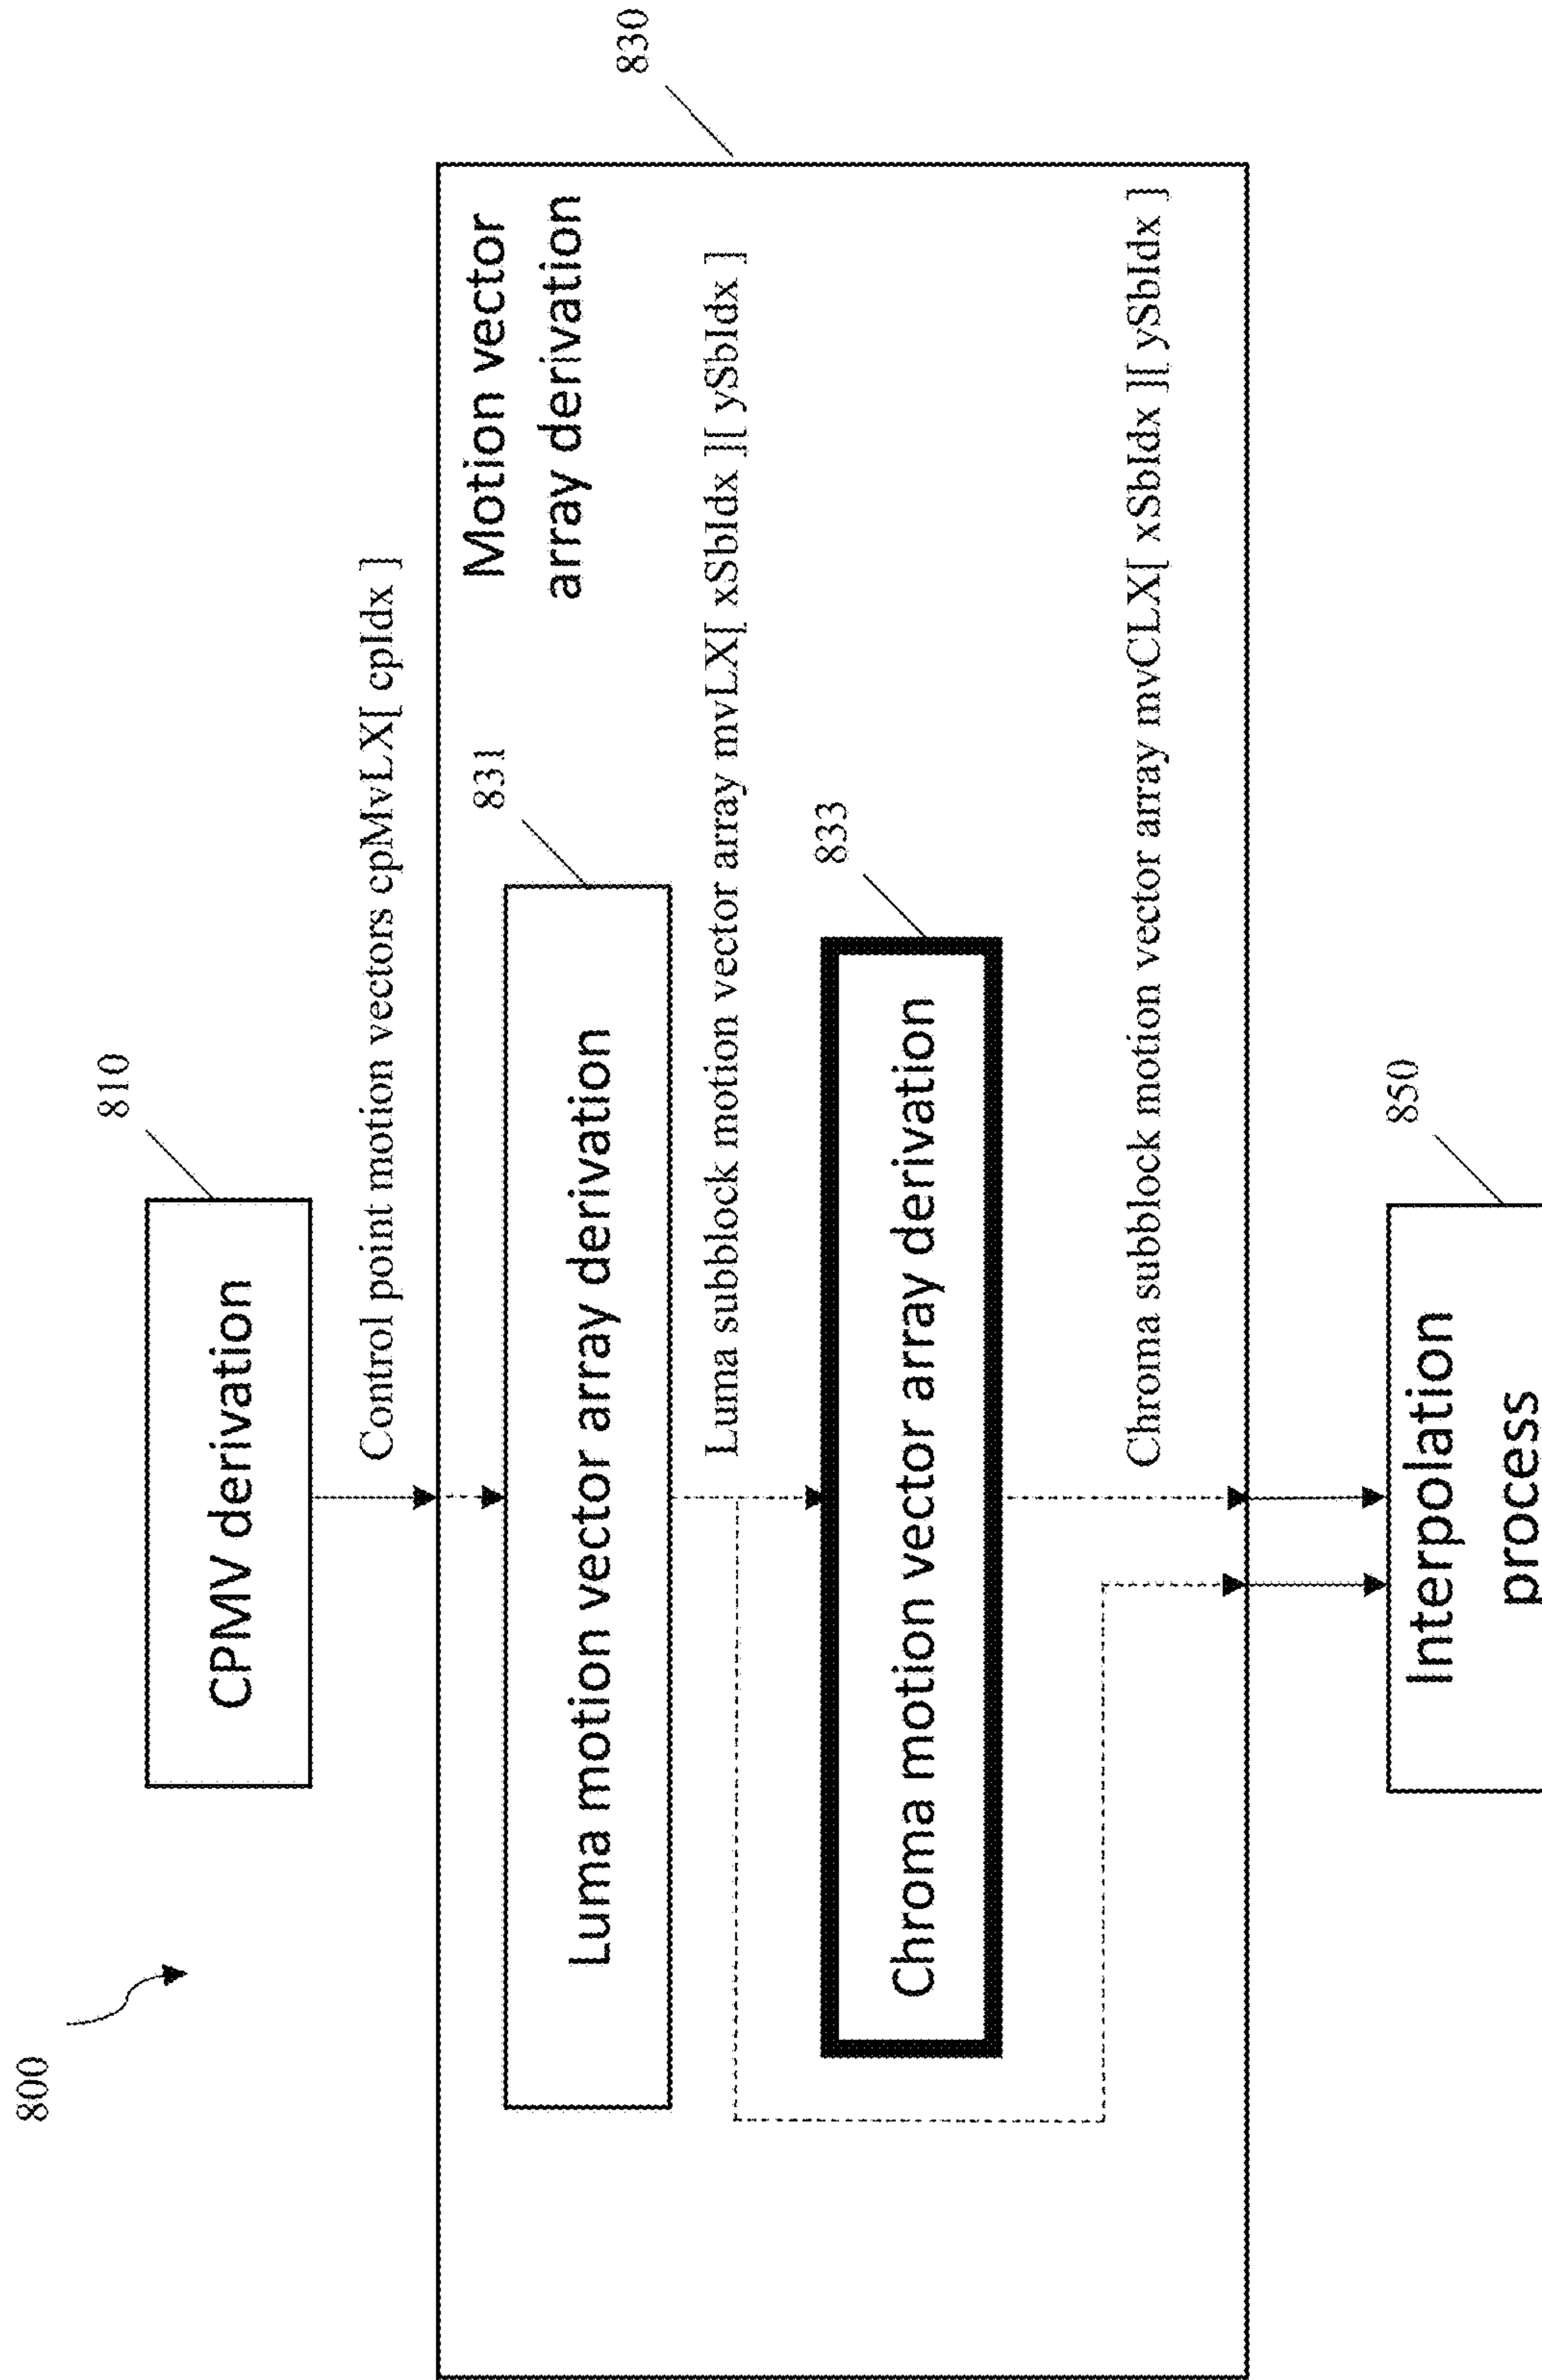 800
810
CPMV derivation
Control point motion vectors cpMvLX[ cpIdx ]
830
Motion vector
array derivation
831
Luma motion vector array derivation
Luma subblock motion vector array mvLX[ xSbIdx ][ ySbIdx ]
833
Chroma motion vector array derivation
Chroma subblock motion vector array mvCLX[ xSbIdx ][ ySbIdx ]
850
Interpolation
process